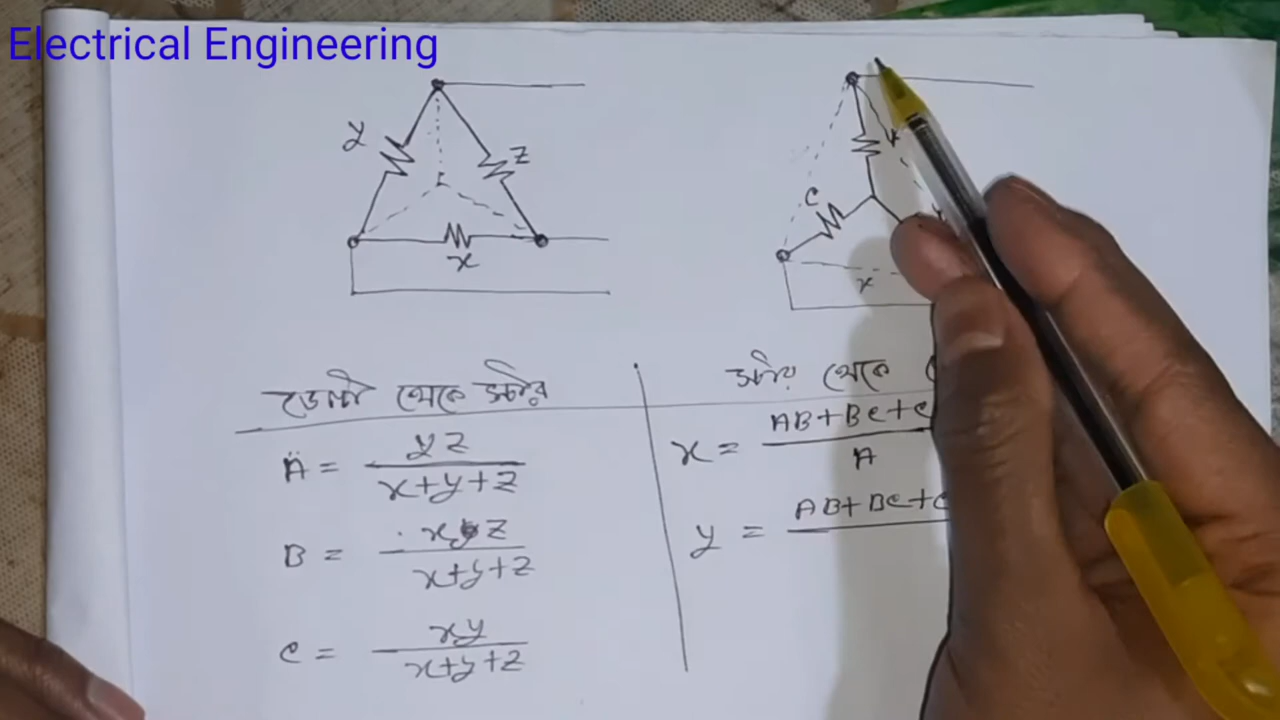 Electrical Engineering
y
z
x
C
x
ডেল্টা থেকে স্টার
A = yz / x+y+z
B = xz / x+y+z
C = xy / x+y+z
স্টার থেকে
x = AB+BC+C / A
y = AB+BC+C